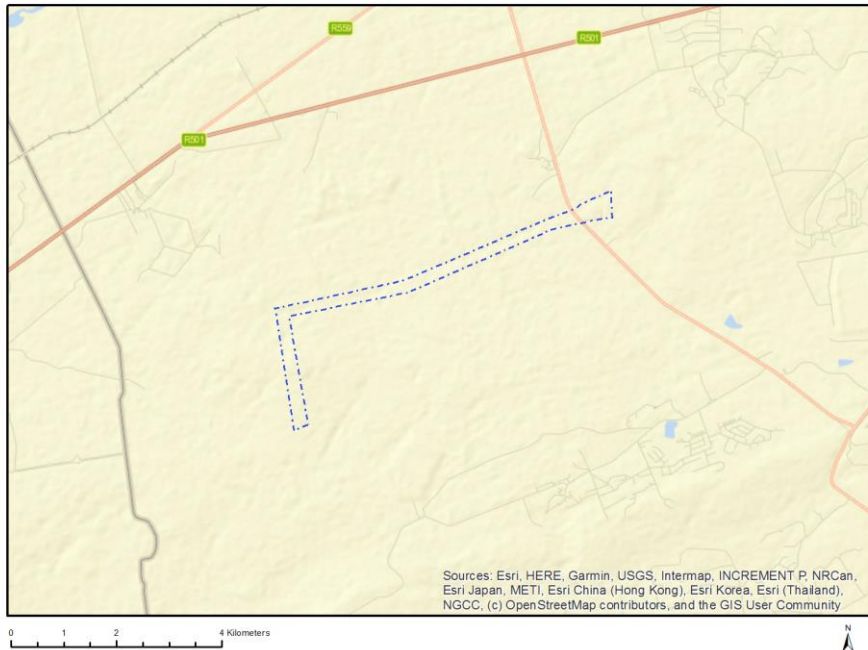 R559
R501
R501
Sources: Esri, HERE, Garmin, USGS, Intermap, INCREMENT P, NRCan,
Esri Japan, METI, Esri China (Hong Kong), Esri Korea, Esri (Thailand),
NGCC, (c) OpenStreetMap contributors, and the GIS User Community
0 1 2 4 Kilometers
N